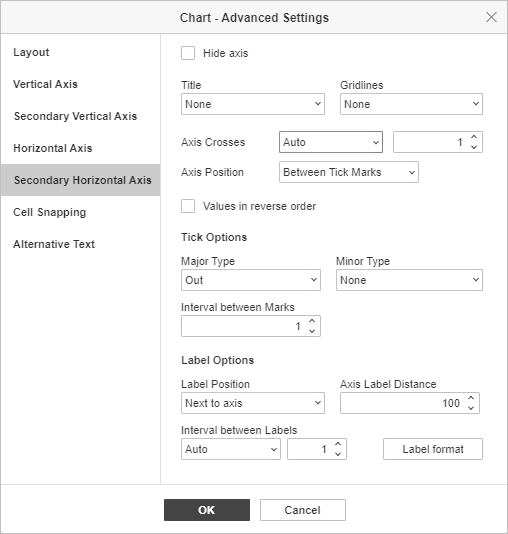 Chart - Advanced Settings
Layout
Vertical Axis
Secondary Vertical Axis
Horizontal Axis
Secondary Horizontal Axis
Cell Snapping
Alternative Text
Hide axis
Title Gridlines
None None
Axis Crosses Auto 1
Axis Position Between Tick Marks
Values in reverse order
Tick Options
Major Type Minor Type
Out None
Interval between Marks
1
Label Options
Label Position Axis Label Distance
Next to axis 100
Interval between Labels
Auto 1 Label format
OK Cancel